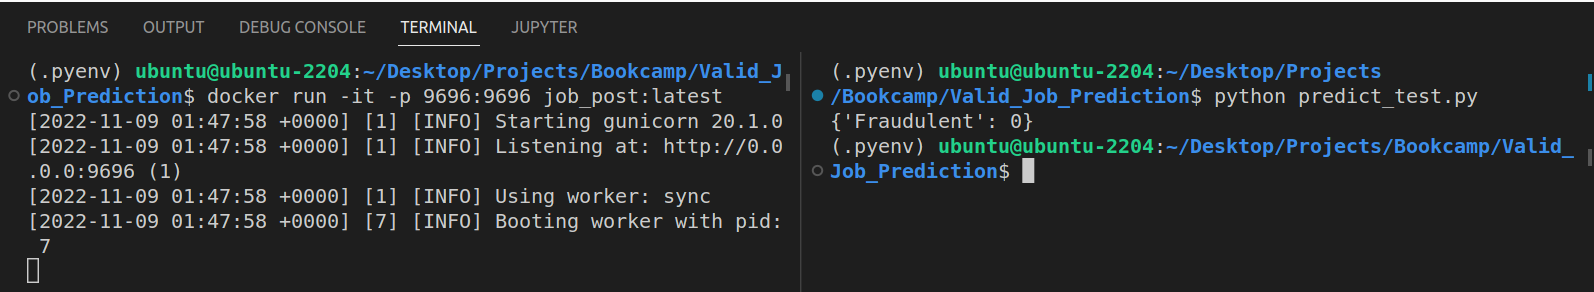 PROBLEMS OUTPUT DEBUG CONSOLE TERMINAL JUPYTER
(.pyenv) ubuntu@ubuntu-2204:~/Desktop/Projects/Bookcamp/Valid_J
ob_Prediction$ docker run -it -p 9696:9696 job_post:latest
[2022-11-09 01:47:58 +0000] [1] [INFO] Starting gunicorn 20.1.0
[2022-11-09 01:47:58 +0000] [1] [INFO] Listening at: http://0.0
.0.0:9696 (1)
[2022-11-09 01:47:58 +0000] [1] [INFO] Using worker: sync
[2022-11-09 01:47:58 +0000] [7] [INFO] Booting worker with pid:
7
(.pyenv) ubuntu@ubuntu-2204:~/Desktop/Projects
/Bookcamp/Valid_Job_Prediction$ python predict_test.py
{'Fraudulent': 0}
(.pyenv) ubuntu@ubuntu-2204:~/Desktop/Projects/Bookcamp/Valid_
Job_Prediction$